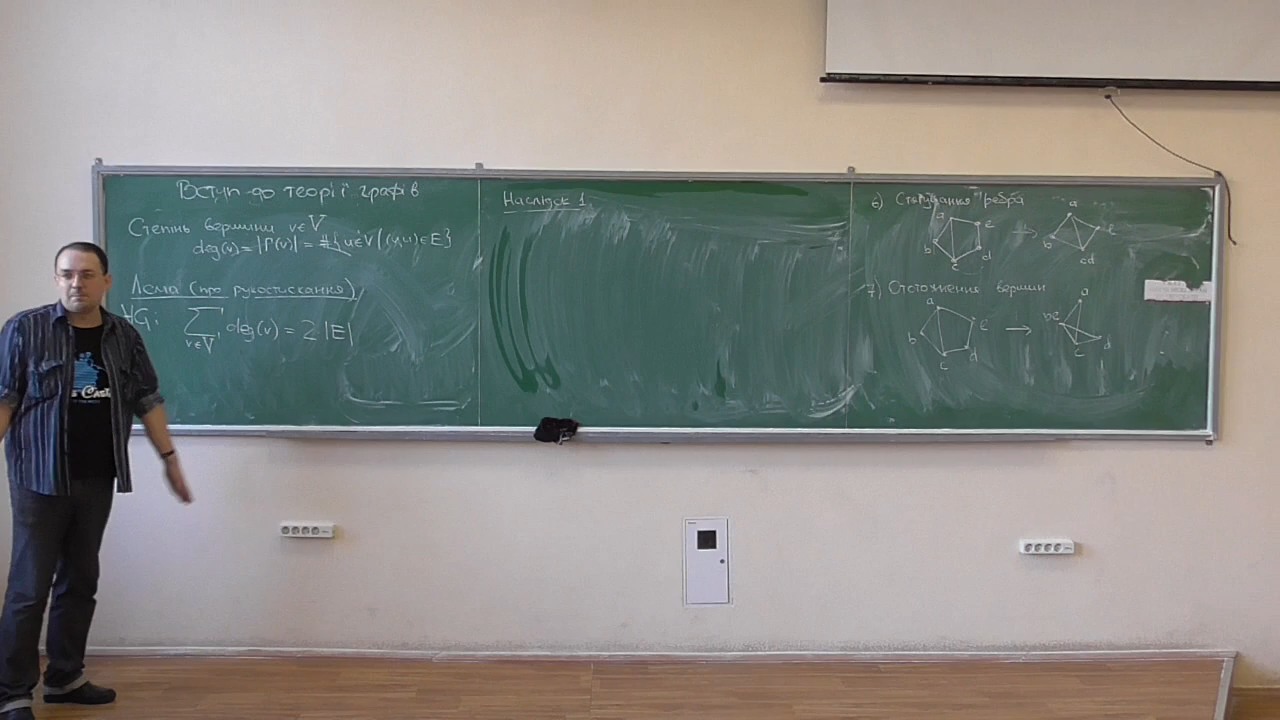 Вступ до теорії графів
Степінь вершини v∈V
deg(v)=|Γ(v)|=#{u∈V|(v,u)∈E}
Лема (про рукостискання)
∀G: ∑ deg(v) = 2·|E|
v∈V
Наслідок 1.
6) Стягування ребра
a e a
→ e
b d b
c cd
7) Ототожнення вершин
a a
e be
b → d
d c
c